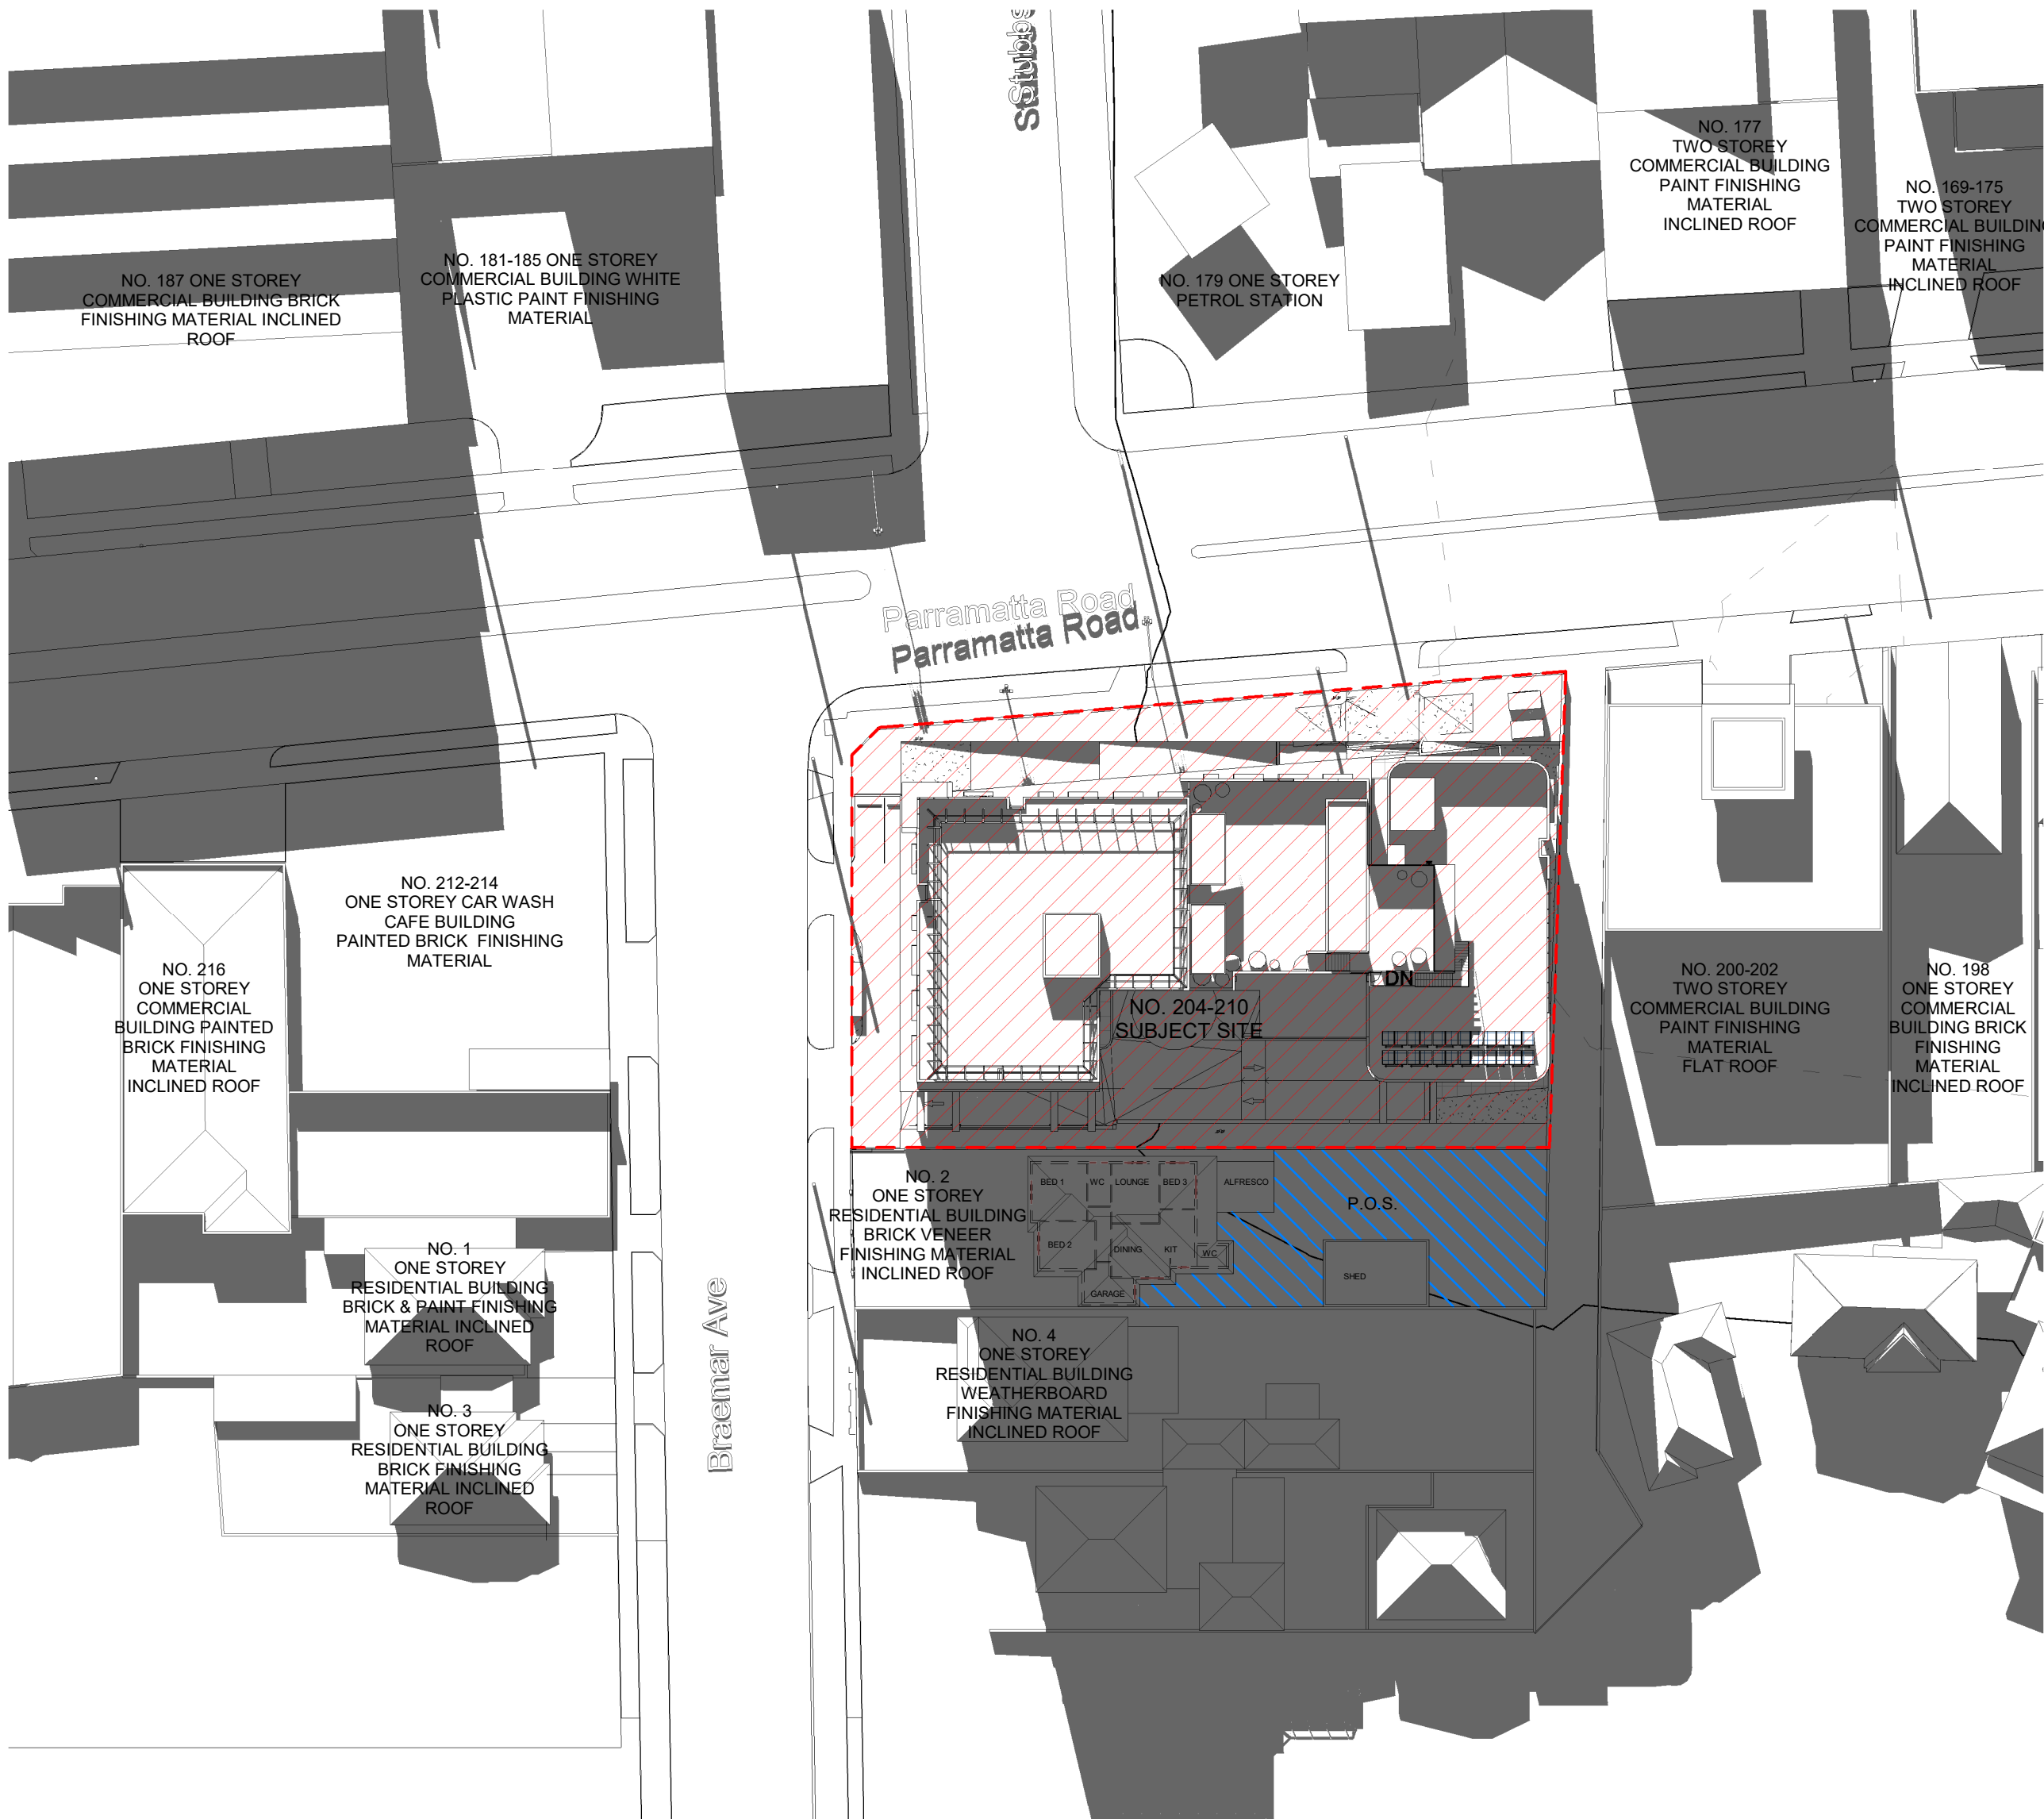 Stubbs
NO. 177
TWO STOREY
COMMERCIAL BUILDING
PAINT FINISHING
MATERIAL
INCLINED ROOF
NO. 169-175
TWO STOREY
COMMERCIAL BUILDING
PAINT FINISHING
MATERIAL
INCLINED ROOF
NO. 187 ONE STOREY
COMMERCIAL BUILDING BRICK
FINISHING MATERIAL INCLINED
ROOF
NO. 181-185 ONE STOREY
COMMERCIAL BUILDING WHITE
PLASTIC PAINT FINISHING
MATERIAL
NO. 179 ONE STOREY
PETROL STATION
Parramatta Road
Parramatta Road
NO. 212-214
ONE STOREY CAR WASH
CAFE BUILDING
PAINTED BRICK FINISHING
MATERIAL
NO. 216
ONE STOREY
COMMERCIAL
BUILDING PAINTED
BRICK FINISHING
MATERIAL
INCLINED ROOF
DN
NO. 204-210
SUBJECT SITE
NO. 200-202
TWO STOREY
COMMERCIAL BUILDING
PAINT FINISHING
MATERIAL
FLAT ROOF
NO. 198
ONE STOREY
COMMERCIAL
BUILDING BRICK
FINISHING
MATERIAL
INCLINED ROOF
NO. 2
ONE STOREY
RESIDENTIAL BUILDING
BRICK VENEER
FINISHING MATERIAL
INCLINED ROOF
BED 1
WC
LOUNGE
BED 3
ALFRESCO
P.O.S.
BED 2
DINING
KIT
WC
GARAGE
SHED
NO. 1
ONE STOREY
RESIDENTIAL BUILDING
BRICK & PAINT FINISHING
MATERIAL INCLINED
ROOF
Braemar Ave
NO. 4
ONE STOREY
RESIDENTIAL BUILDING
WEATHERBOARD
FINISHING MATERIAL
INCLINED ROOF
NO. 3
ONE STOREY
RESIDENTIAL BUILDING
BRICK FINISHING
MATERIAL INCLINED
ROOF